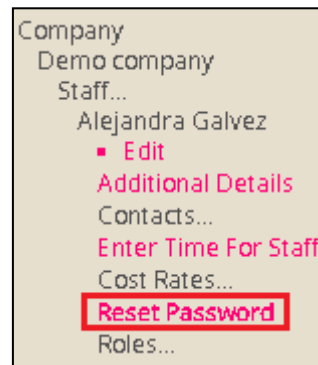 Company
Demo company
Staff...
Alejandra Galvez
▪ Edit
Additional Details
Contacts...
Enter Time For Staff
Cost Rates...
Reset Password
Roles...